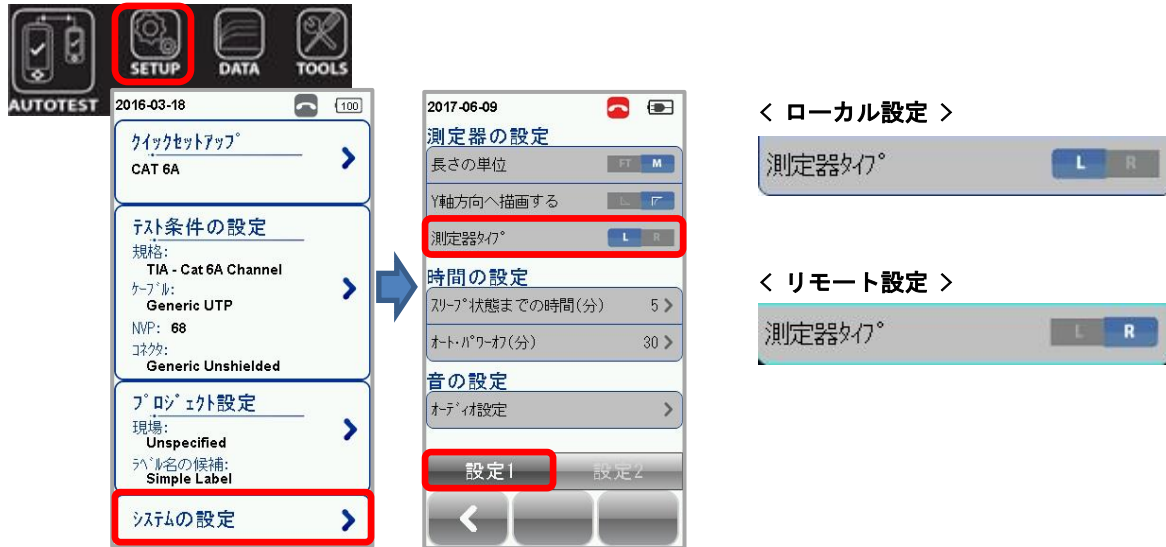 AUTOTEST
SETUP
DATA
TOOLS
2016-03-18
100
ｸｲｯｸｾｯﾄｱｯﾌﾟ
CAT 6A
ﾃｽﾄ条件の設定
規格:
TIA - Cat 6A Channel
ｹｰﾌﾞﾙ:
Generic UTP
NVP: 68
ｺﾈｸﾀ:
Generic Unshielded
ﾌﾟﾛｼﾞｪｸﾄ設定
現場:
Unspecified
ﾗﾍﾞﾙ名の候補:
Simple Label
ｼｽﾃﾑの設定
2017-06-09
測定器の設定
長さの単位 FT M
Y軸方向へ描画する
測定器ﾀｲﾌﾟ L R
時間の設定
ｽﾘｰﾌﾟ状態までの時間(分) 5
ｵｰﾄ･ﾊﾟﾜｰｵﾌ(分) 30
音の設定
ｵｰﾃﾞｨｵ設定
設定1 設定2
< ローカル設定 >
測定器ﾀｲﾌﾟ L R
< リモート設定 >
測定器ﾀｲﾌﾟ L R